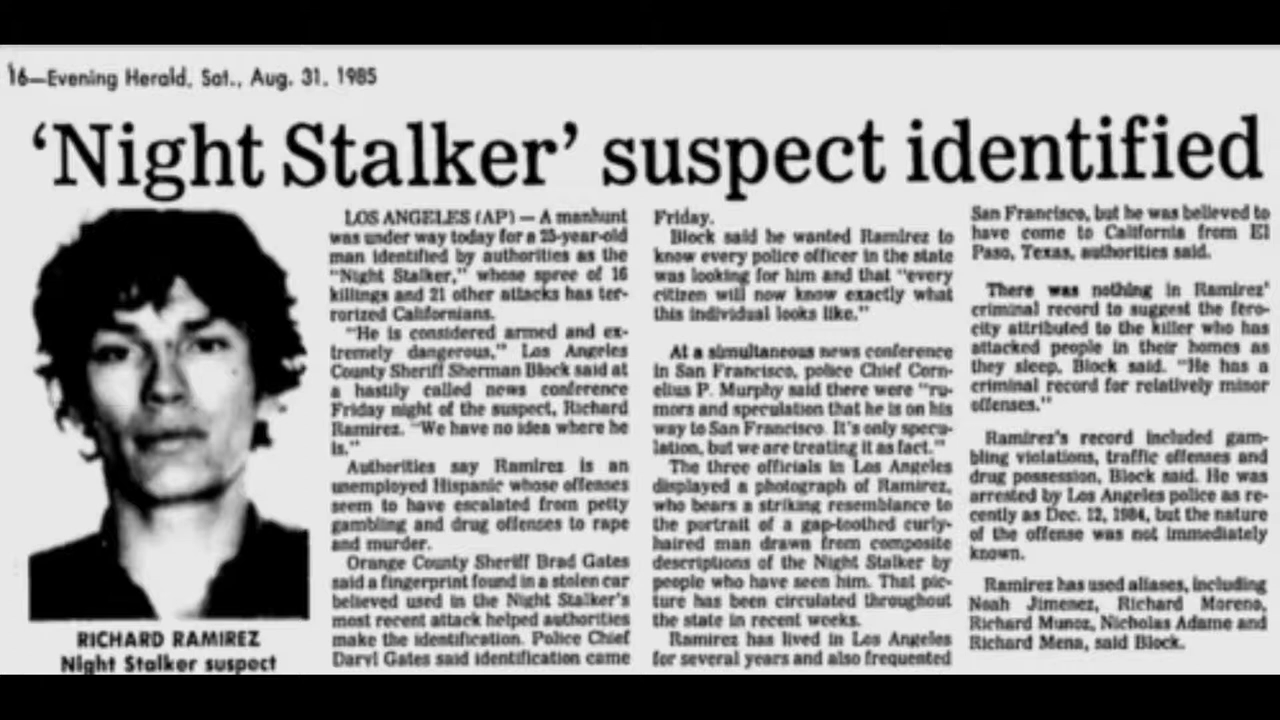 16—Evening Herald, Sat., Aug. 31, 1985
‘Night Stalker’ suspect identified
RICHARD RAMIREZ
Night Stalker suspect
LOS ANGELES (AP) — A manhunt
was under way today for a 25-year-old
man identified by authorities as the
"Night Stalker," whose spree of 16
killings and 21 other attacks has ter-
rorized Californians.
"He is considered armed and ex-
tremely dangerous," Los Angeles
County Sheriff Sherman Block said at
a hastily called news conference
Friday night of the suspect, Richard
Ramirez. "We have no idea where he
is."
Authorities say Ramirez is an
unemployed Hispanic whose offenses
seem to have escalated from petty
gambling and drug offenses to rape
and murder.
Orange County Sheriff Brad Gates
said a fingerprint found in a stolen car
believed used in the Night Stalker's
most recent attack helped authorities
make the identification. Police Chief
Daryl Gates said identification came
Friday.
Block said he wanted Ramirez to
know every police officer in the state
was looking for him and that "every
citizen will now know exactly what
this individual looks like."
At a simultaneous news conference
in San Francisco, police Chief Corn-
elius P. Murphy said there were "ru-
mors and speculation that he is on his
way to San Francisco. It's only specu-
lation, but we are treating it as fact."
The three officials in Los Angeles
displayed a photograph of Ramirez,
who bears a striking resemblance to
the portrait of a gap-toothed curly-
haired man drawn from composite
descriptions of the Night Stalker by
people who have seen him. That pic-
ture has been circulated throughout
the state in recent weeks.
Ramirez has lived in Los Angeles
for several years and also frequented
San Francisco, but he was believed to
have come to California from El
Paso, Texas, authorities said.
There was nothing in Ramirez'
criminal record to suggest the fero-
city attributed to the killer who has
attacked people in their homes as
they sleep, Block said. "He has a
criminal record for relatively minor
offenses."
Ramirez's record included gam-
bling violations, traffic offenses and
drug possession, Block said. He was
arrested by Los Angeles police as re-
cently as Dec. 12, 1984, but the nature
of the offense was not immediately
known.
Ramirez has used aliases, including
Noah Jimenez, Richard Moreno,
Richard Munoz, Nicholas Adame and
Richard Mena, said Block.